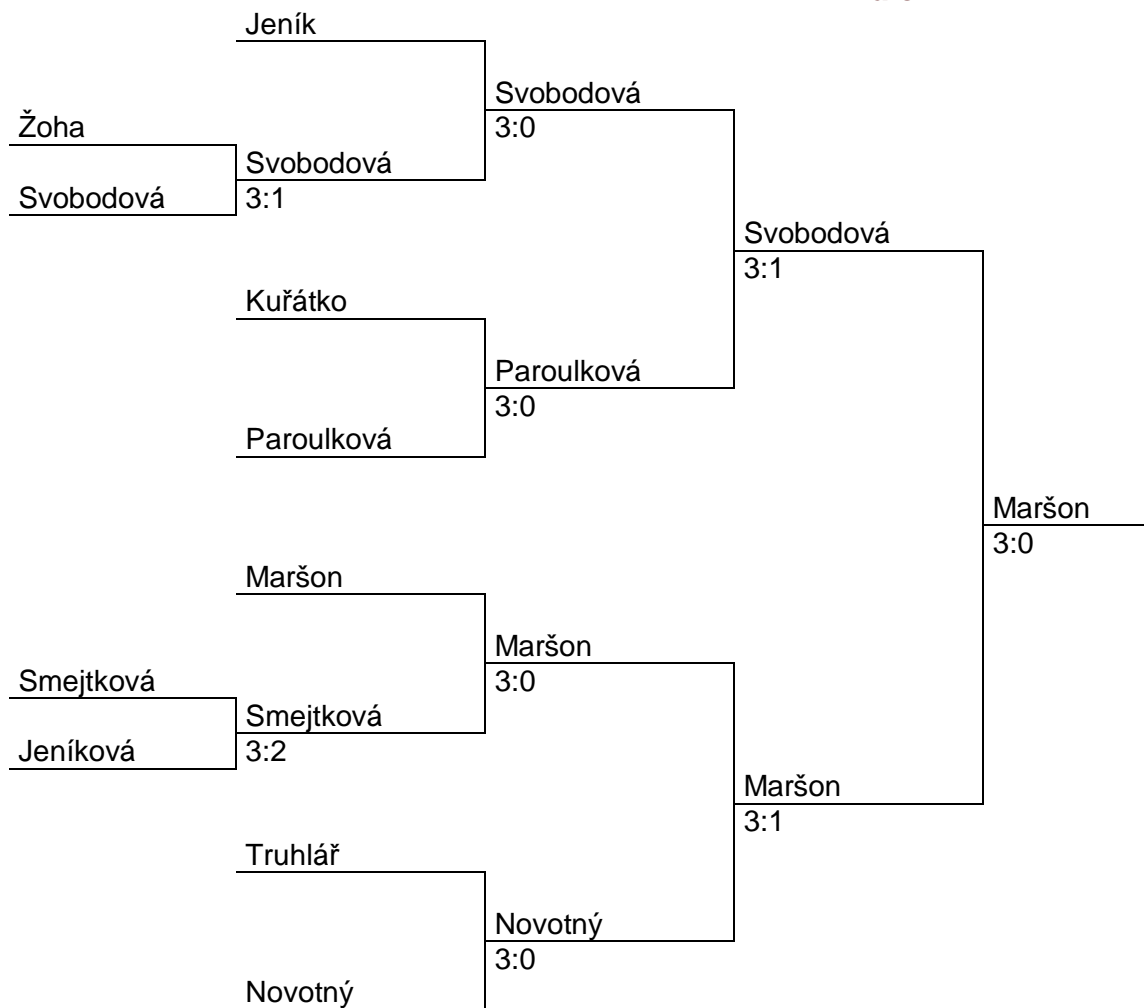 Jeník
Svobodová
3:0
Žoha
Svobodová
3:1
Svobodová
Svobodová
3:1
Kuřátko
Paroulková
3:0
Paroulková
Maršon
3:0
Maršon
Maršon
3:0
Smejtková
Smejtková
3:2
Jeníková
Maršon
3:1
Truhlář
Novotný
3:0
Novotný